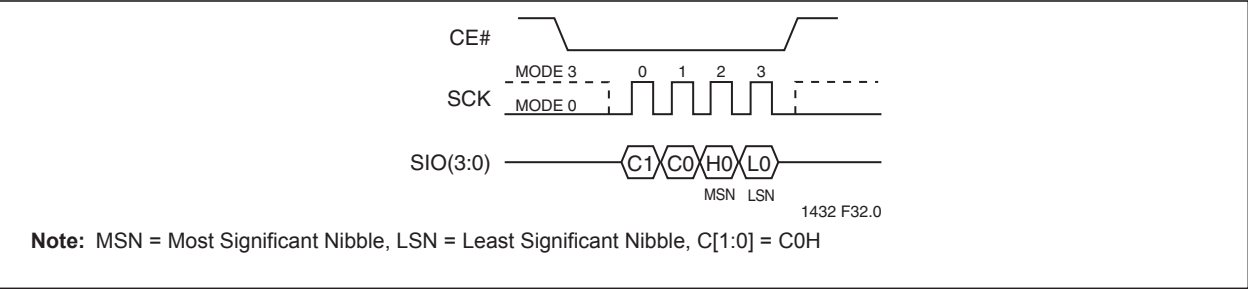 CE#
MODE 3 0 1 2 3
SCK
MODE 0
SIO(3:0) C1 C0 H0 L0
MSN LSN
1432 F32.0
Note: MSN = Most Significant Nibble, LSN = Least Significant Nibble, C[1:0] = C0H